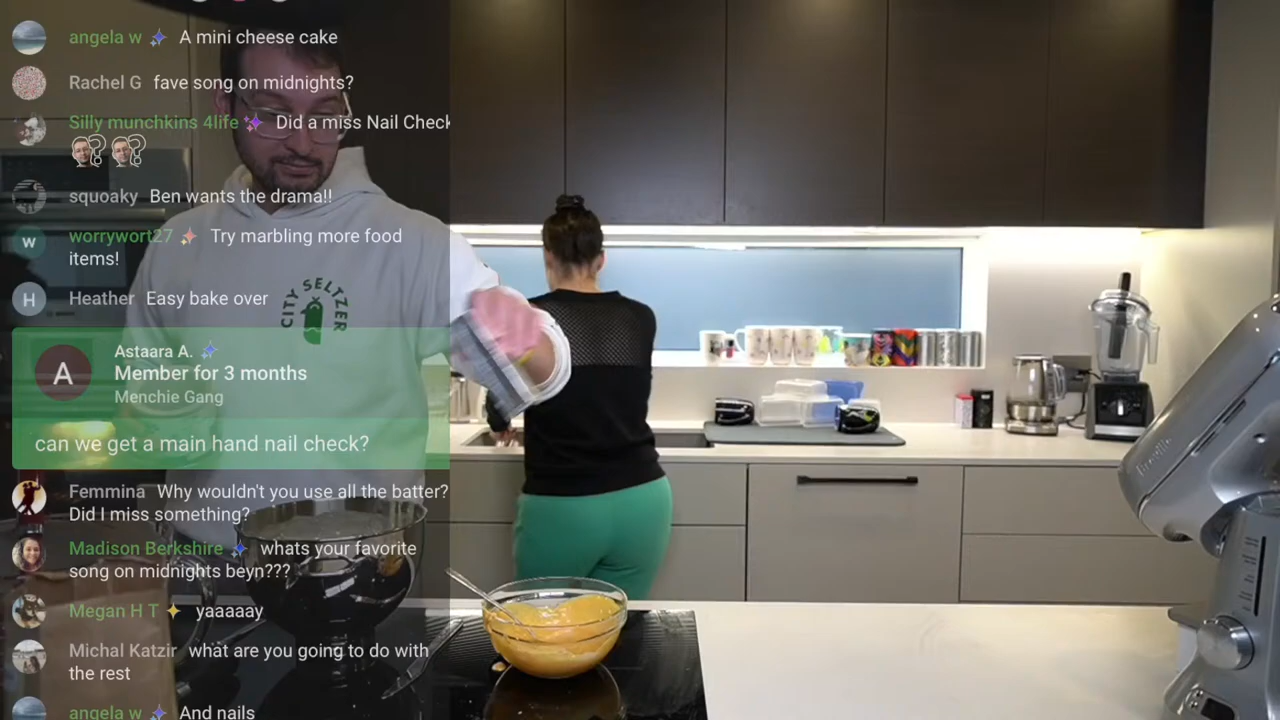 angela w A mini cheese cake
Rachel G fave song on midnights?
Silly munchkins 4life Did a miss Nail Check
squoaky Ben wants the drama!!
worrywort27 Try marbling more food
items!
H Heather Easy bake over
CITY SELTZER
A Astaara A.
Member for 3 months
Menchie Gang
can we get a main hand nail check?
Femmina Why wouldn't you use all the batter?
Did I miss something?
Madison Berkshire whats your favorite
song on midnights beyn???
Megan H T yaaaaay
Michal Katzir what are you going to do with
the rest
angela w And nails
W